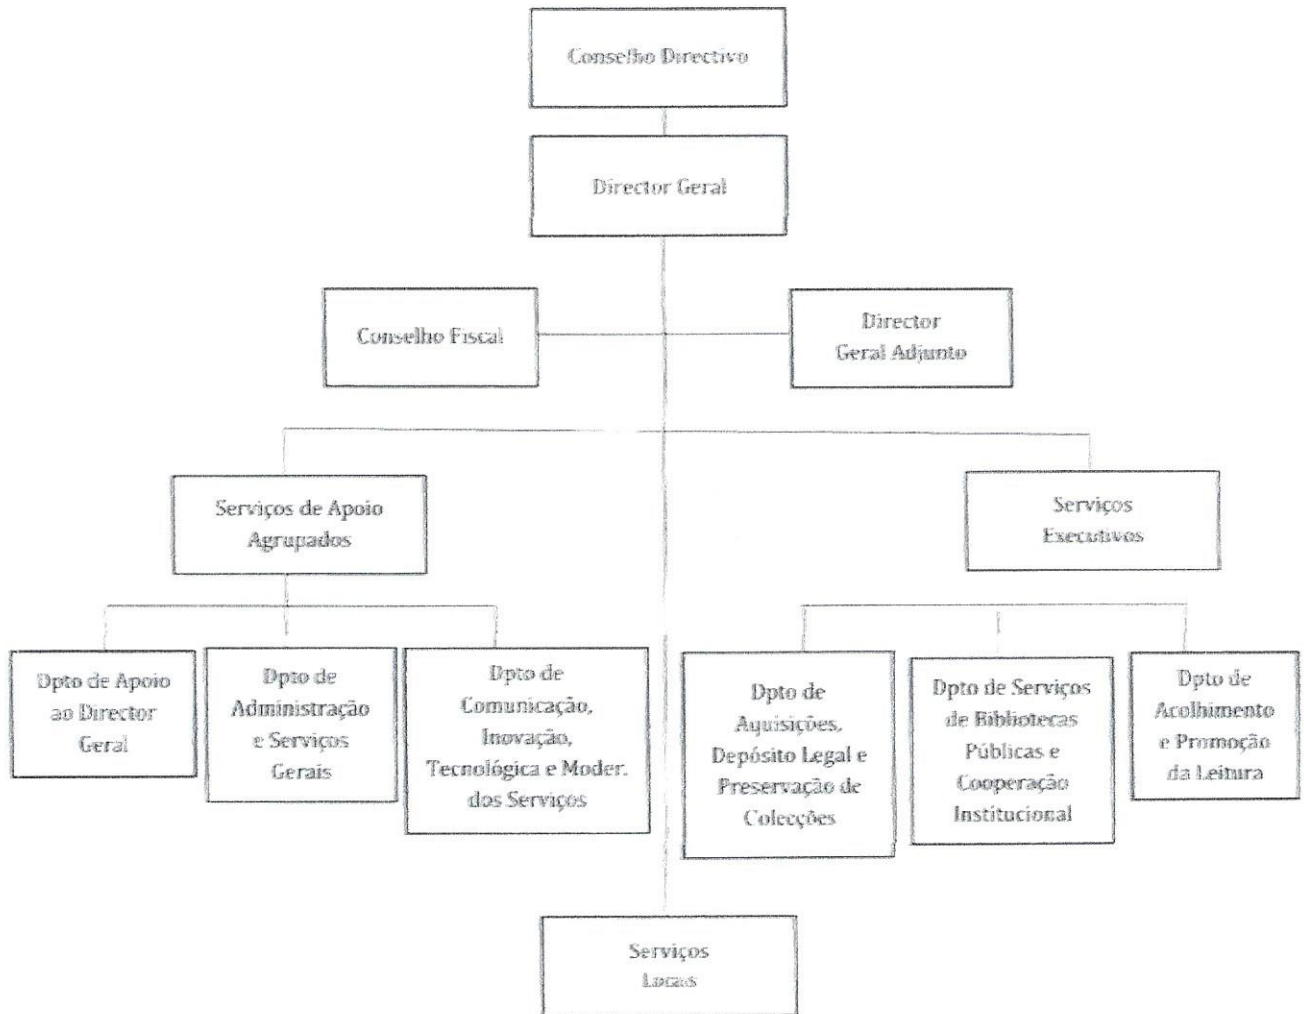 Conselho Directivo
Director Geral
Conselho Fiscal
Director
Geral Adjunto
Serviços de Apoio
Agrupados
Serviços
Executivos
Dpto de Apoio
ao Director
Geral
Dpto de
Administração
e Serviços
Gerais
Dpto de
Comunicação,
Inovação,
Tecnológica e Moder.
dos Serviços
Dpto de
Aquisições,
Depósito Legal e
Preservação de
Colecções
Dpto de Serviços
de Bibliotecas
Públicas e
Cooperação
Institucional
Dpto de
Acolhimento
e Promoção
da Leitura
Serviços
Locais